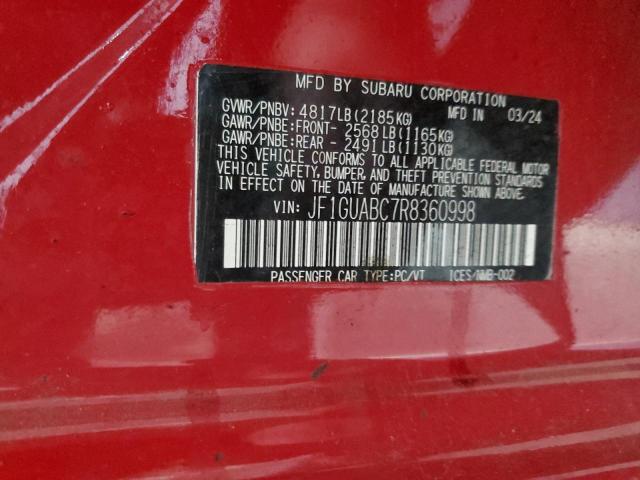 MFD BY SUBARU CORPORATION
GVWR/PNBV: 4817LB(2185KG) MFD IN 03/24
GAWR/PNBE:FRONT- 2568LB(1165KG)
GAWR/PNBE:REAR - 2491LB(1130KG)
THIS VEHICLE CONFORMS TO ALL APPLICABLE FEDERAL MOTOR
VEHICLE SAFETY, BUMPER, AND THEFT PREVENTION STANDARDS
IN EFFECT ON THE DATE OF MANUFACTURE SHOWN ABOVE.
VIN: JF1GUABC7R8360998
PASSENGER CAR TYPE:PC/VT ICES/NMB-002